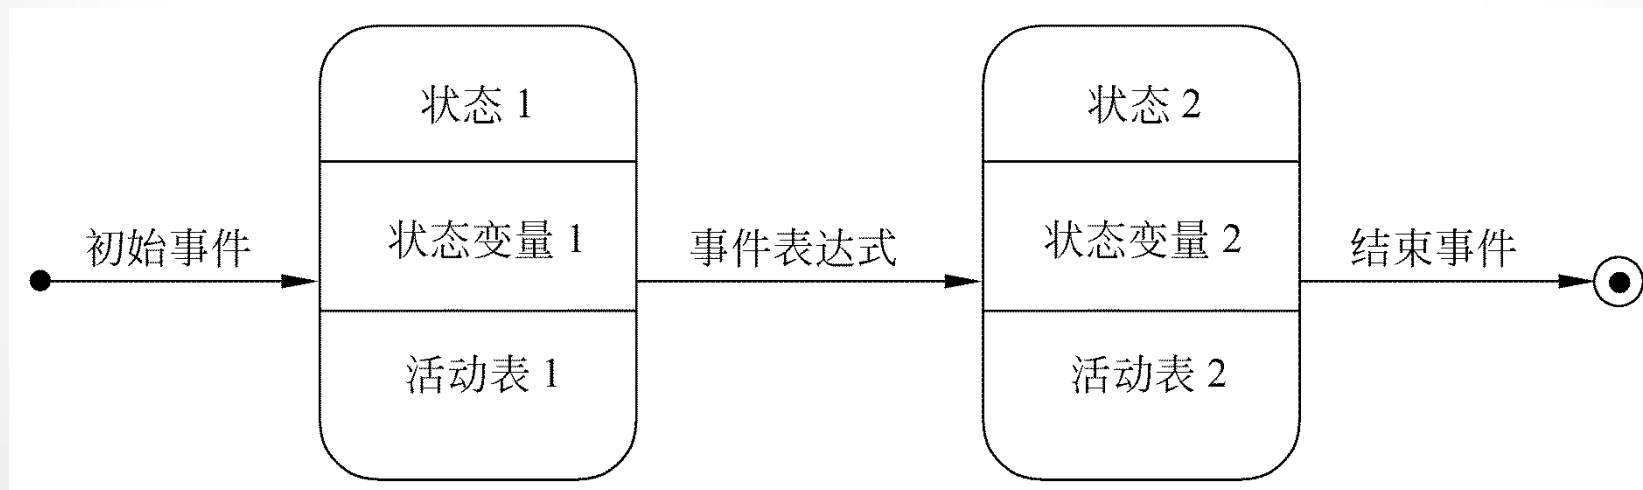 初始事件
状态 1
状态变量 1
活动表 1
事件表达式
状态 2
状态变量 2
活动表 2
结束事件